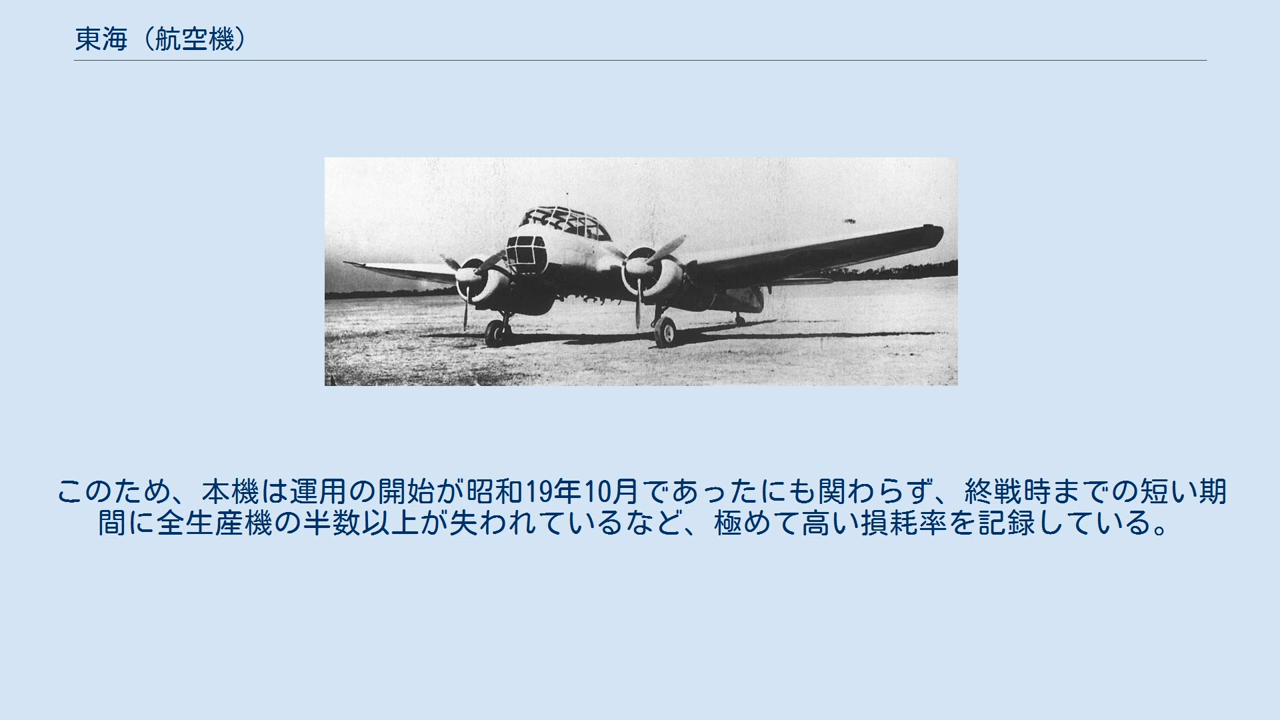 東海（航空機）
このため、本機は運用の開始が昭和19年10月であったにも関わらず、終戦時までの短い期
間に全生産機の半数以上が失われているなど、極めて高い損耗率を記録している。